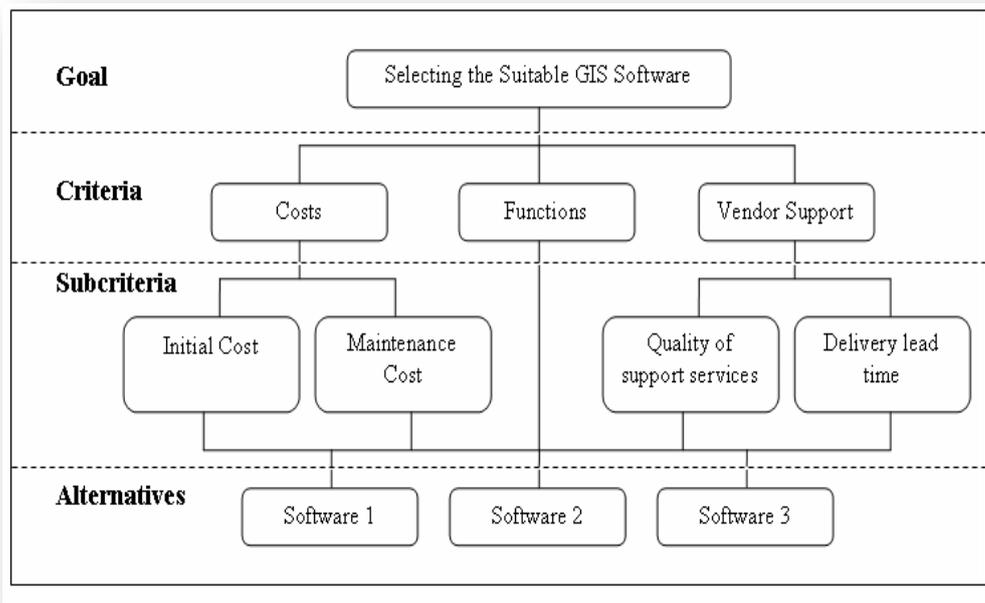 Goal
Selecting the Suitable GIS Software
Criteria
Costs
Functions
Vendor Support
Subcriteria
Initial Cost
Maintenance
Cost
Quality of
support services
Delivery lead
time
Alternatives
Software 1
Software 2
Software 3